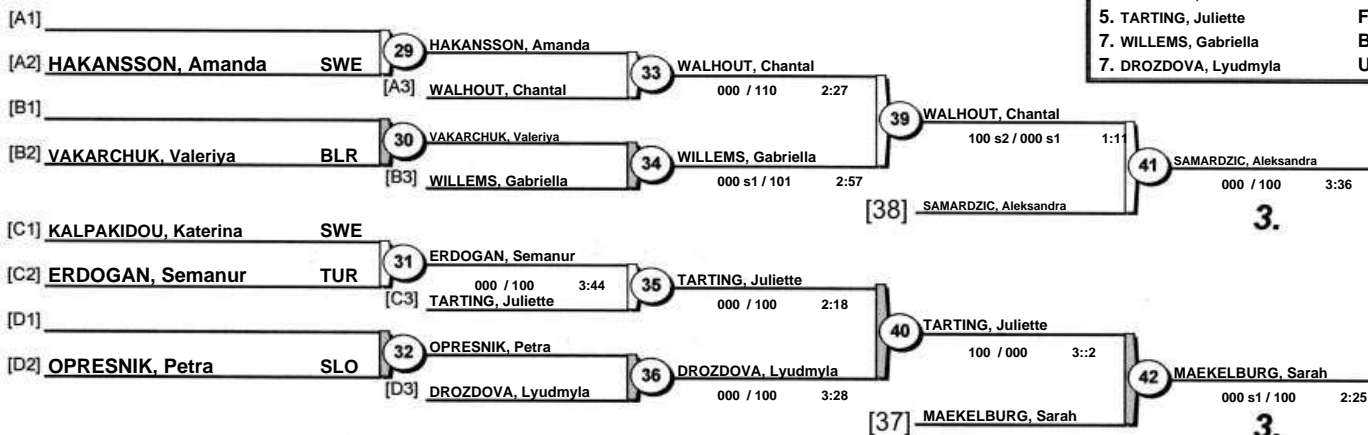 5. TARTING, Juliette F
7. WILLEMS, Gabriella B
7. DROZDOVA, Lyudmyla U
[A1]
[A2] HAKANSSON, Amanda SWE
29
HAKANSSON, Amanda
[A3] WALHOUT, Chantal
33
WALHOUT, Chantal
000 / 110 2:27
[B1]
[B2] VAKARCHUK, Valeriya BLR
30
VAKARCHUK, Valeriya
[B3] WILLEMS, Gabriella
34
WILLEMS, Gabriella
000 s1 / 101 2:57
39
WALHOUT, Chantal
100 s2 / 000 s1 1:11
[38] SAMARDZIC, Aleksandra
41
SAMARDZIC, Aleksandra
000 / 100 3:36
3.
[C1] KALPAKIDOU, Katerina SWE
[C2] ERDOGAN, Semanur TUR
31
ERDOGAN, Semanur
000 / 100 3:44
[C3] TARTING, Juliette
35
TARTING, Juliette
000 / 100 2:18
[D1]
[D2] OPRESNIK, Petra SLO
32
OPRESNIK, Petra
[D3] DROZDOVA, Lyudmyla
36
DROZDOVA, Lyudmyla
000 / 100 3:28
40
TARTING, Juliette
100 / 000 3::2
[37] MAEKELBURG, Sarah
42
MAEKELBURG, Sarah
000 s1 / 100 2:25
3.